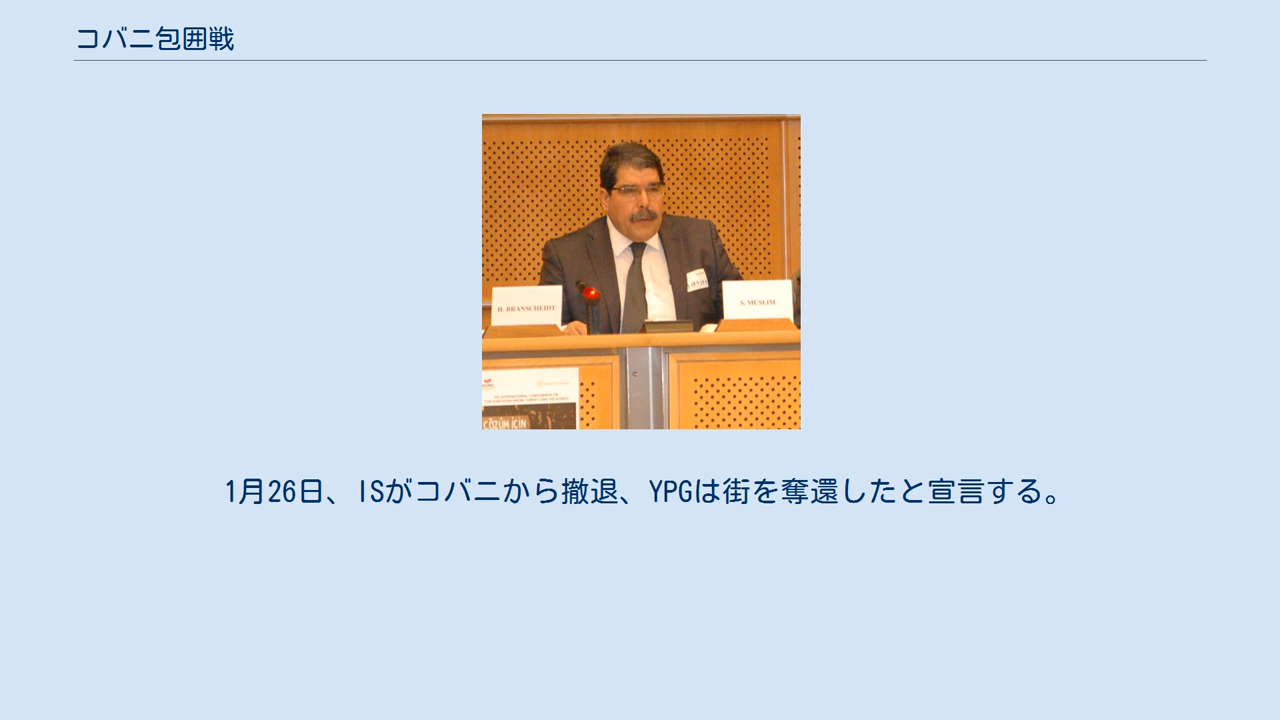 コバニ包囲戦
H. BRANSCHEIDT
S. MUSLIM
ÇÖZÜM İÇİN
1月26日、ISがコバニから撤退、YPGは街を奪還したと宣言する。